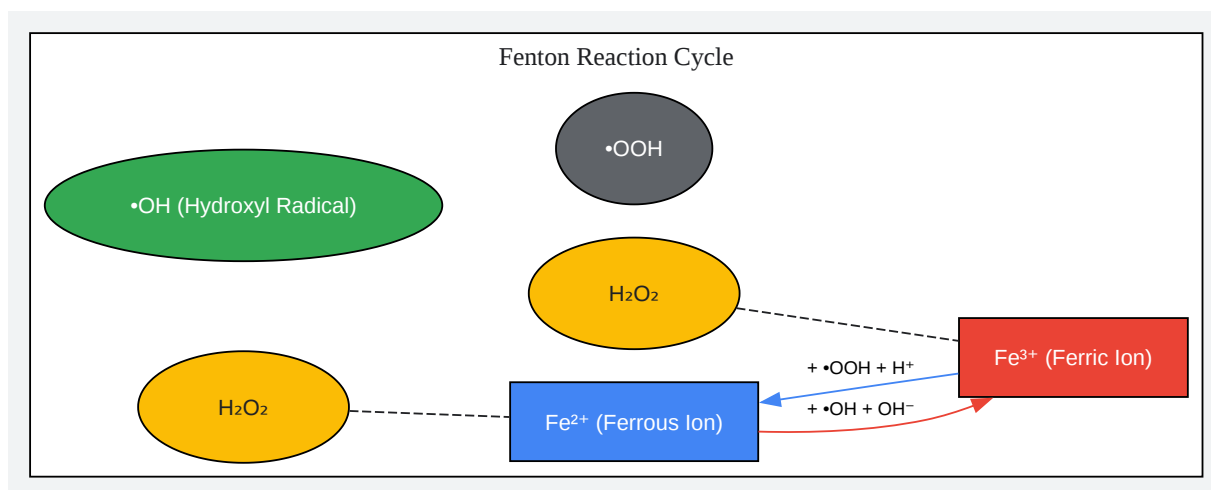 Fenton Reaction Cycle
•OOH
•OH (Hydroxyl Radical)
H₂O₂
Fe³⁺ (Ferric Ion)
+ •OOH + H⁺
H₂O₂
+ •OH + OH⁻
Fe²⁺ (Ferrous Ion)